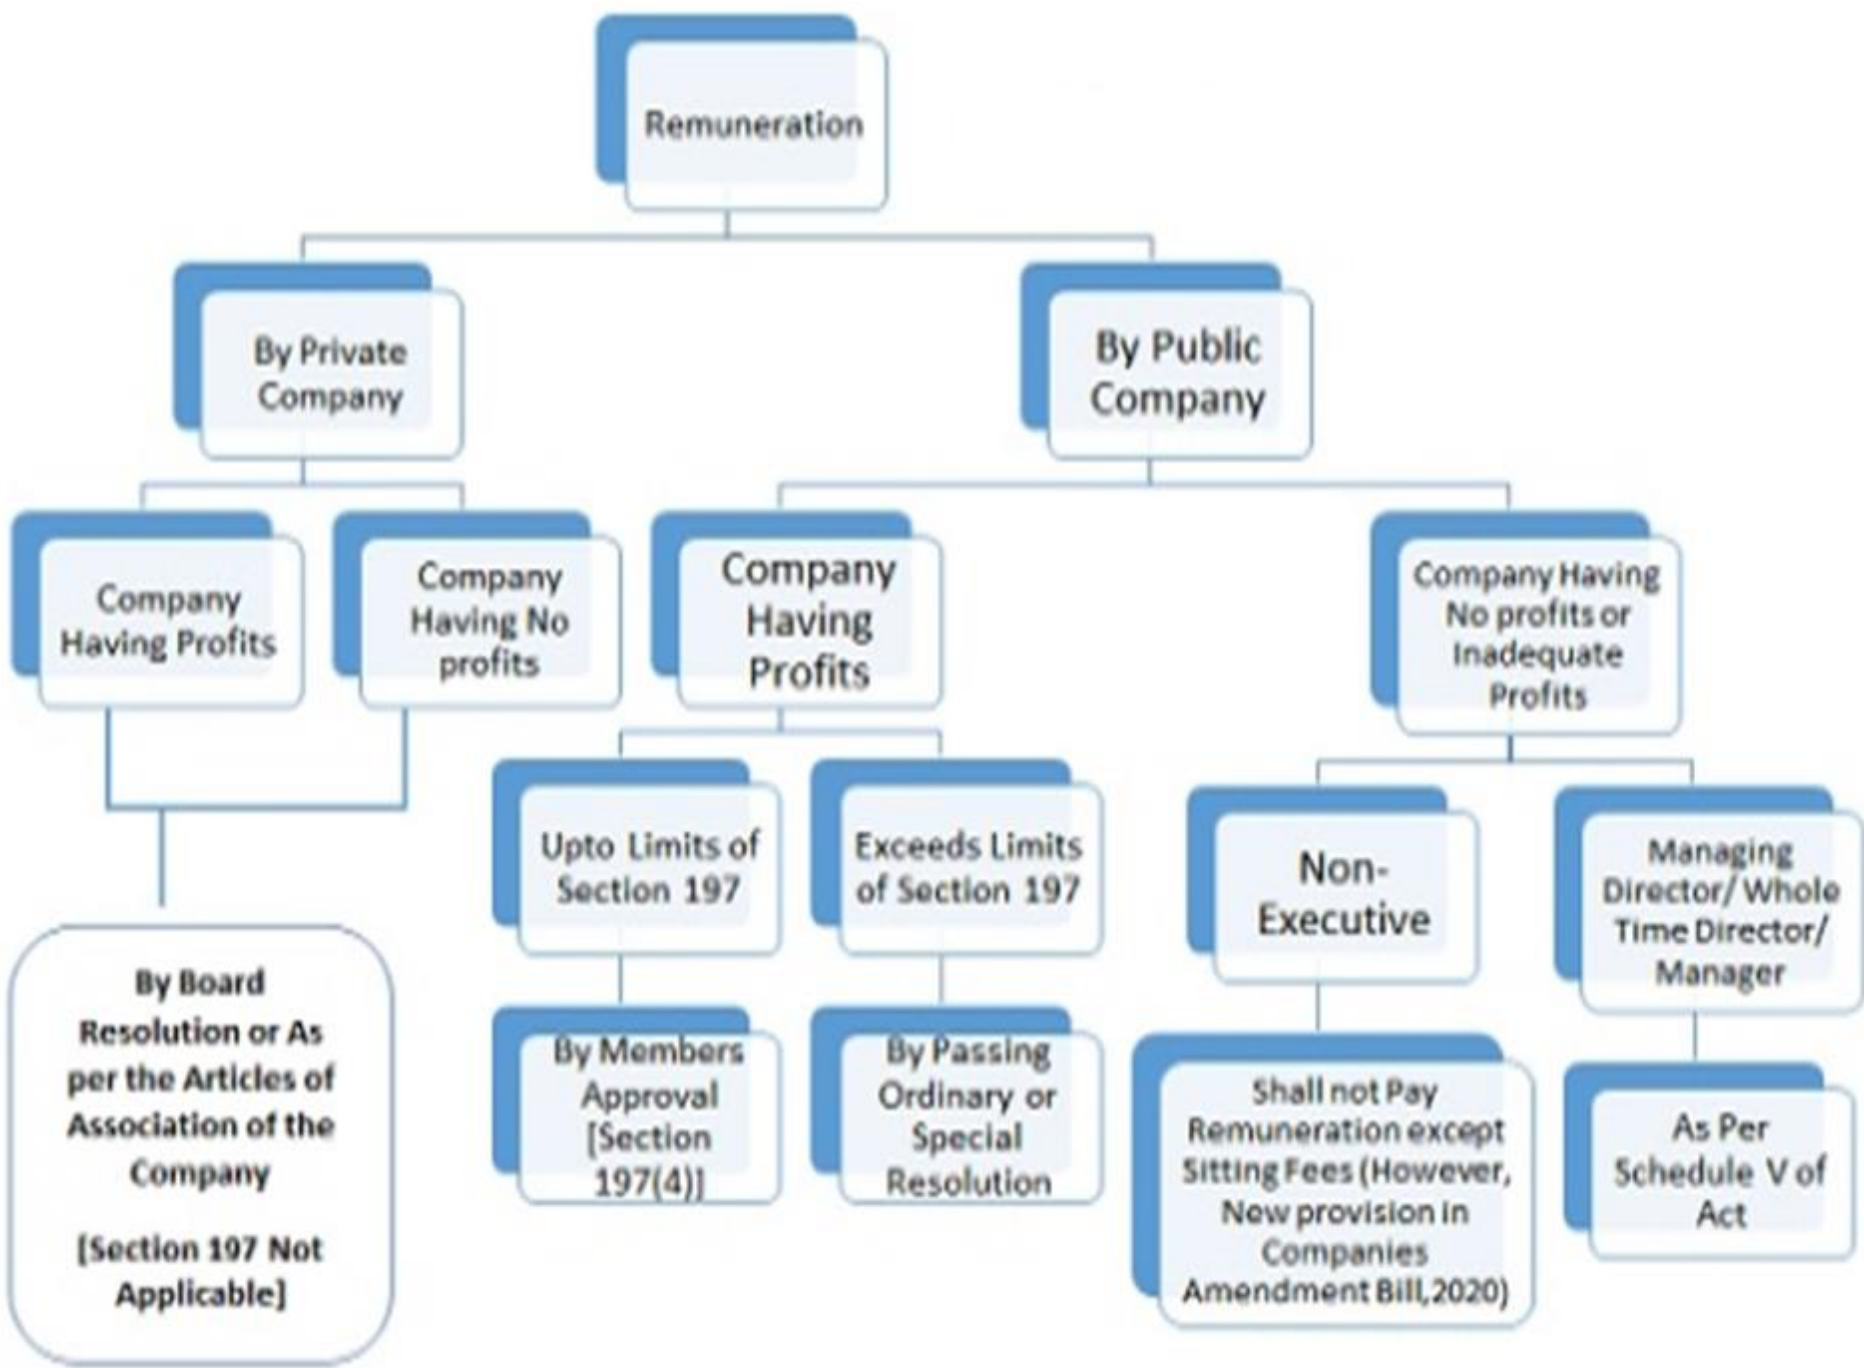 Remuneration
By Private
Company
By Public
Company
Company
Having Profits
Company
Having No
profits
Company
Having
Profits
Company Having
No profits or
Inadequate
Profits
Upto Limits of
Section 197
Exceeds Limits
of Section 197
Non-
Executive
Managing
Director/ Whole
Time Director/
Manager
By Board
Resolution or As
per the Articles of
Association of the
Company
[Section 197 Not
Applicable]
By Members
Approval
[Section
197(4)]
By Passing
Ordinary or
Special
Resolution
Shall not Pay
Remuneration except
Sitting Fees (However,
New provision in
Companies
Amendment Bill,2020)
As Per
Schedule V of
Act